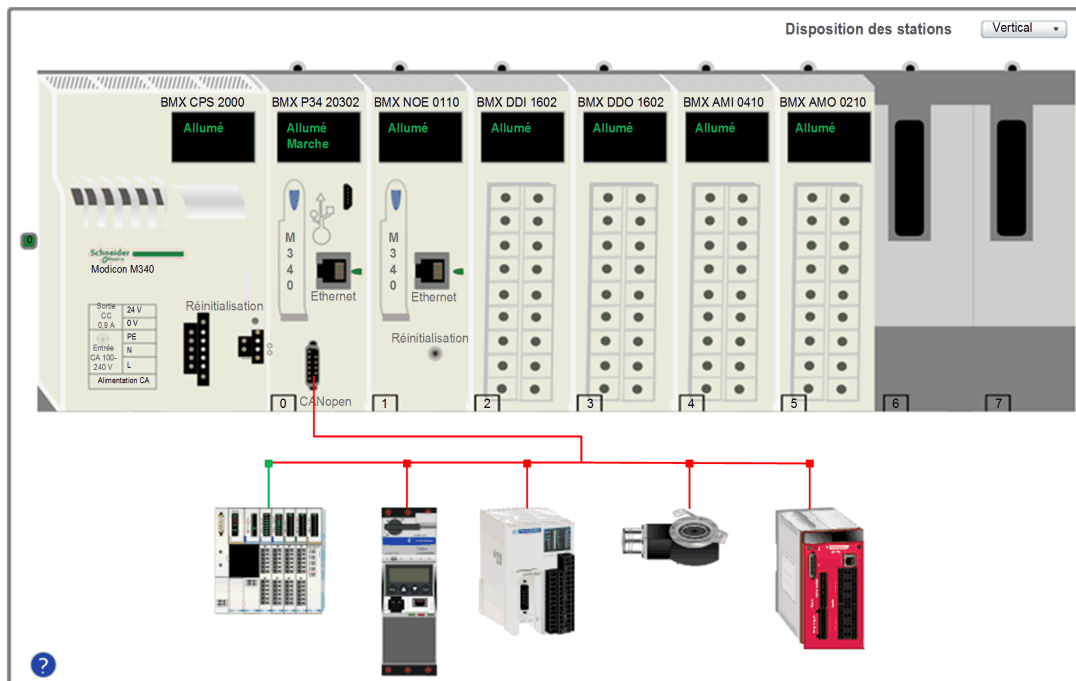 Disposition des stations
Vertical
BMX CPS 2000
BMX P34 20302
BMX NOE 0110
BMX DDI 1602
BMX DDO 1602
BMX AMI 0410
BMX AMO 0210
Allumé
Allumé
Marche
Allumé
Allumé
Allumé
Allumé
Allumé
0
Schneider
Electric
Modicon M340
M
3
4
0
M
3
4
0
Ethernet
Ethernet
Réinitialisation
Réinitialisation
Sortie
CC
0,9 A
24 V
0 V
Entrée
CA 100-
240 V
PE
N
L
Alimentation CA
CANopen
0
1
2
3
4
5
6
7
?